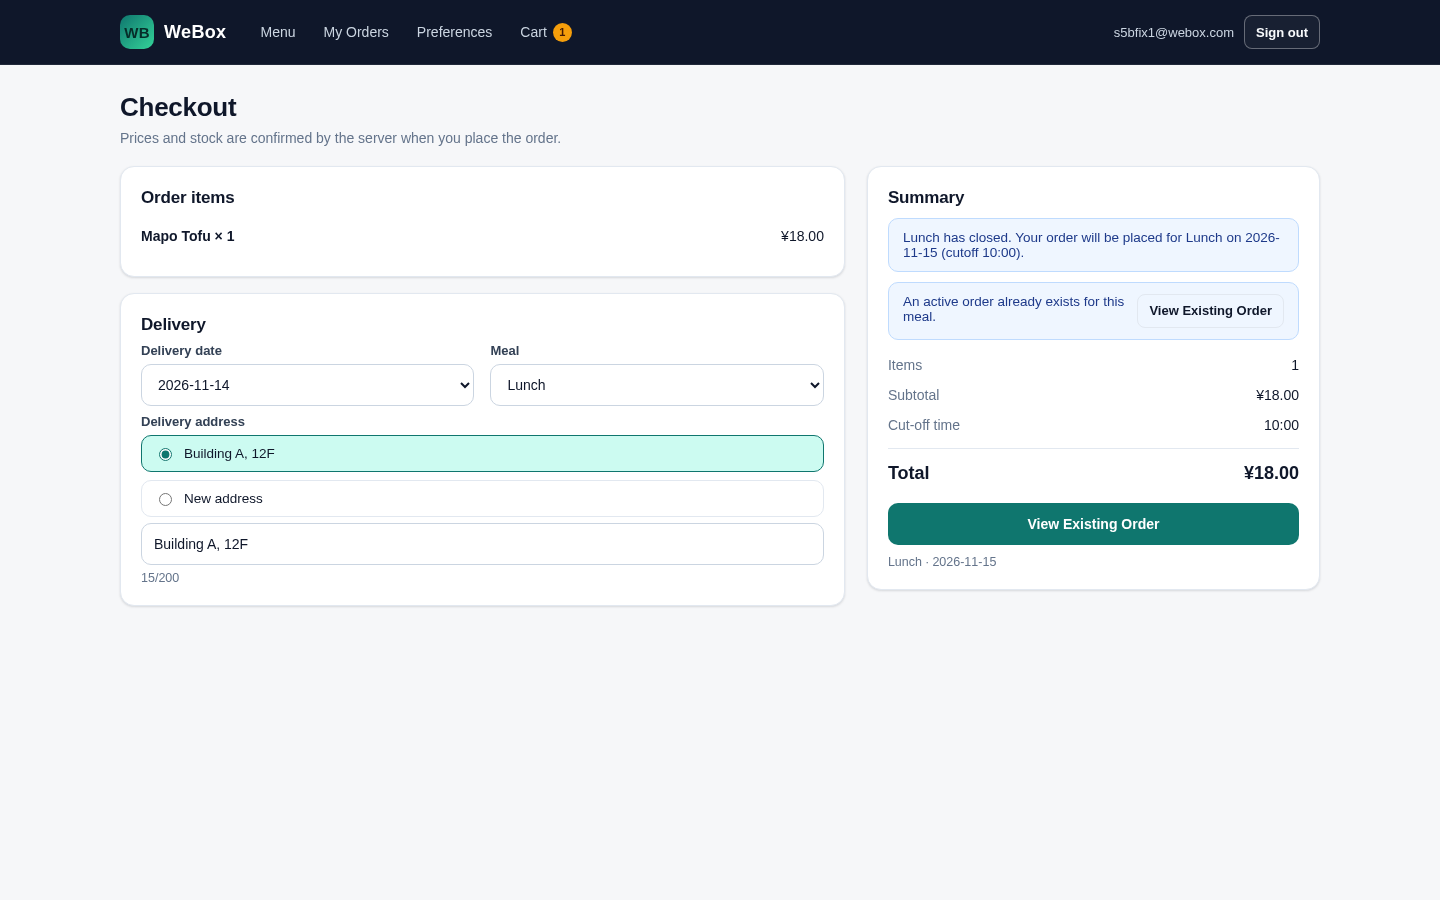 WB WeBox Menu My Orders Preferences Cart 1 s5bfix1@webox.com Sign out
Checkout
Prices and stock are confirmed by the server when you place the order.
Order items
Mapo Tofu × 1 ¥18.00
Delivery
Delivery date Meal
2026-11-14 Lunch
Delivery address
Building A, 12F
New address
Building A, 12F
15/200
Summary
Lunch has closed. Your order will be placed for Lunch on 2026-
11-15 (cutoff 10:00).
An active order already exists for this
meal.
View Existing Order
Items 1
Subtotal ¥18.00
Cut-off time 10:00
Total ¥18.00
View Existing Order
Lunch · 2026-11-15